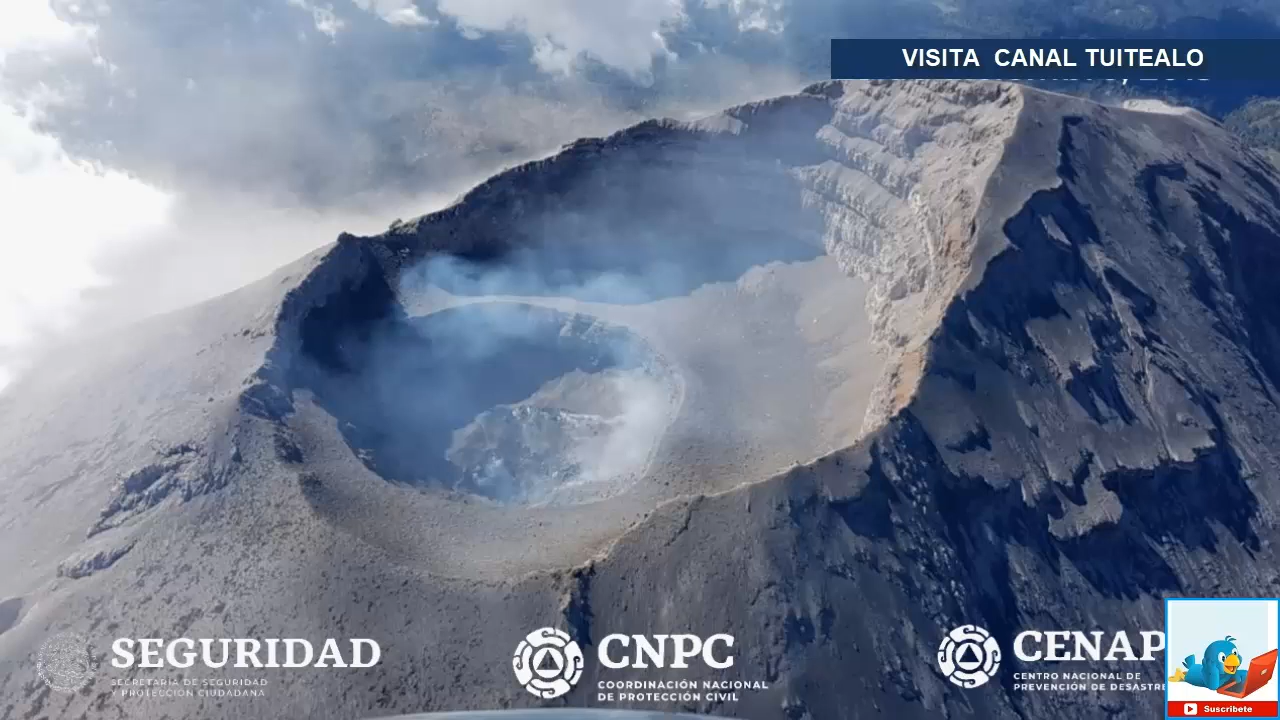 VISITA CANAL TUITEALO
SEGURIDAD
SECRETARÍA DE SEGURIDAD
Y PROTECCIÓN CIUDADANA
CNPC
COORDINACIÓN NACIONAL
DE PROTECCIÓN CIVIL
CENAP
CENTRO NACIONAL DE
PREVENCIÓN DE DESASTRE
Suscribete